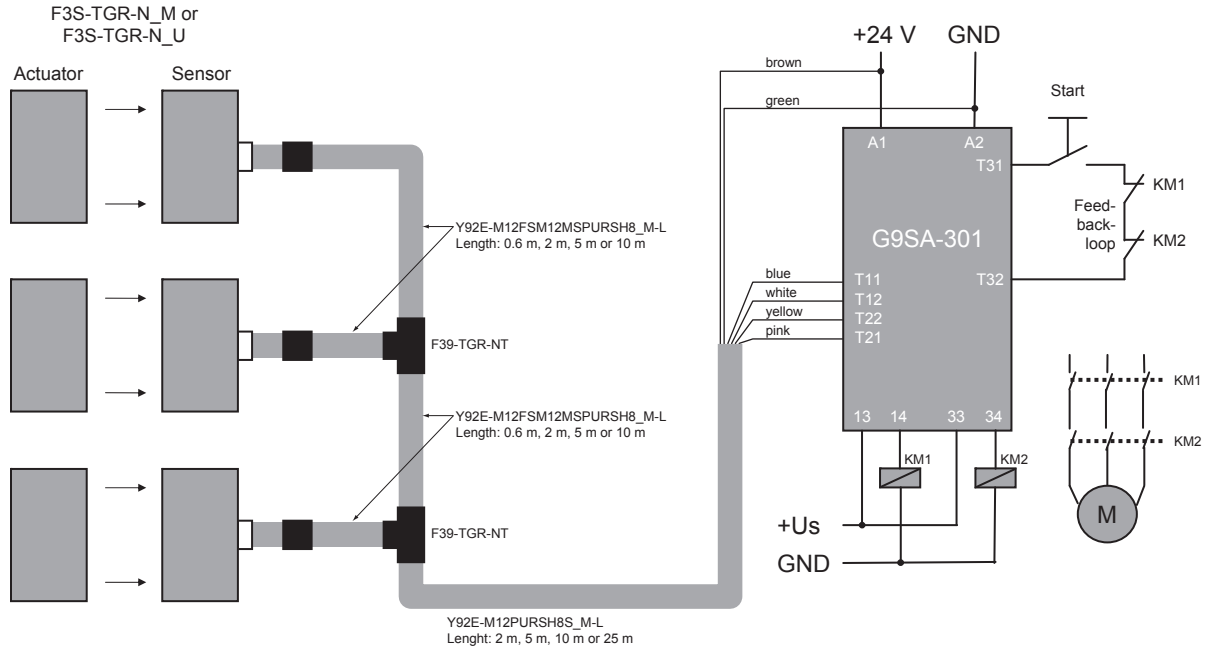 F3S-TGR-N_M or
F3S-TGR-N_U
Actuator
Sensor
Y92E-M12FSM12MSPURSH8_M-L
Length: 0.6 m, 2 m, 5 m or 10 m
F39-TGR-NT
Y92E-M12FSM12MSPURSH8_M-L
Length: 0.6 m, 2 m, 5 m or 10 m
F39-TGR-NT
Y92E-M12PURSH8S_M-L
Lenght: 2 m, 5 m, 10 m or 25 m
brown
green
blue
white
yellow
pink
+24 V
GND
A1
A2
T31
G9SA-301
T11
T12
T22
T21
T32
13
14
33
34
Start
KM1
Feed-
back-
loop
KM2
KM1
KM2
+Us
GND
KM1
KM2
M